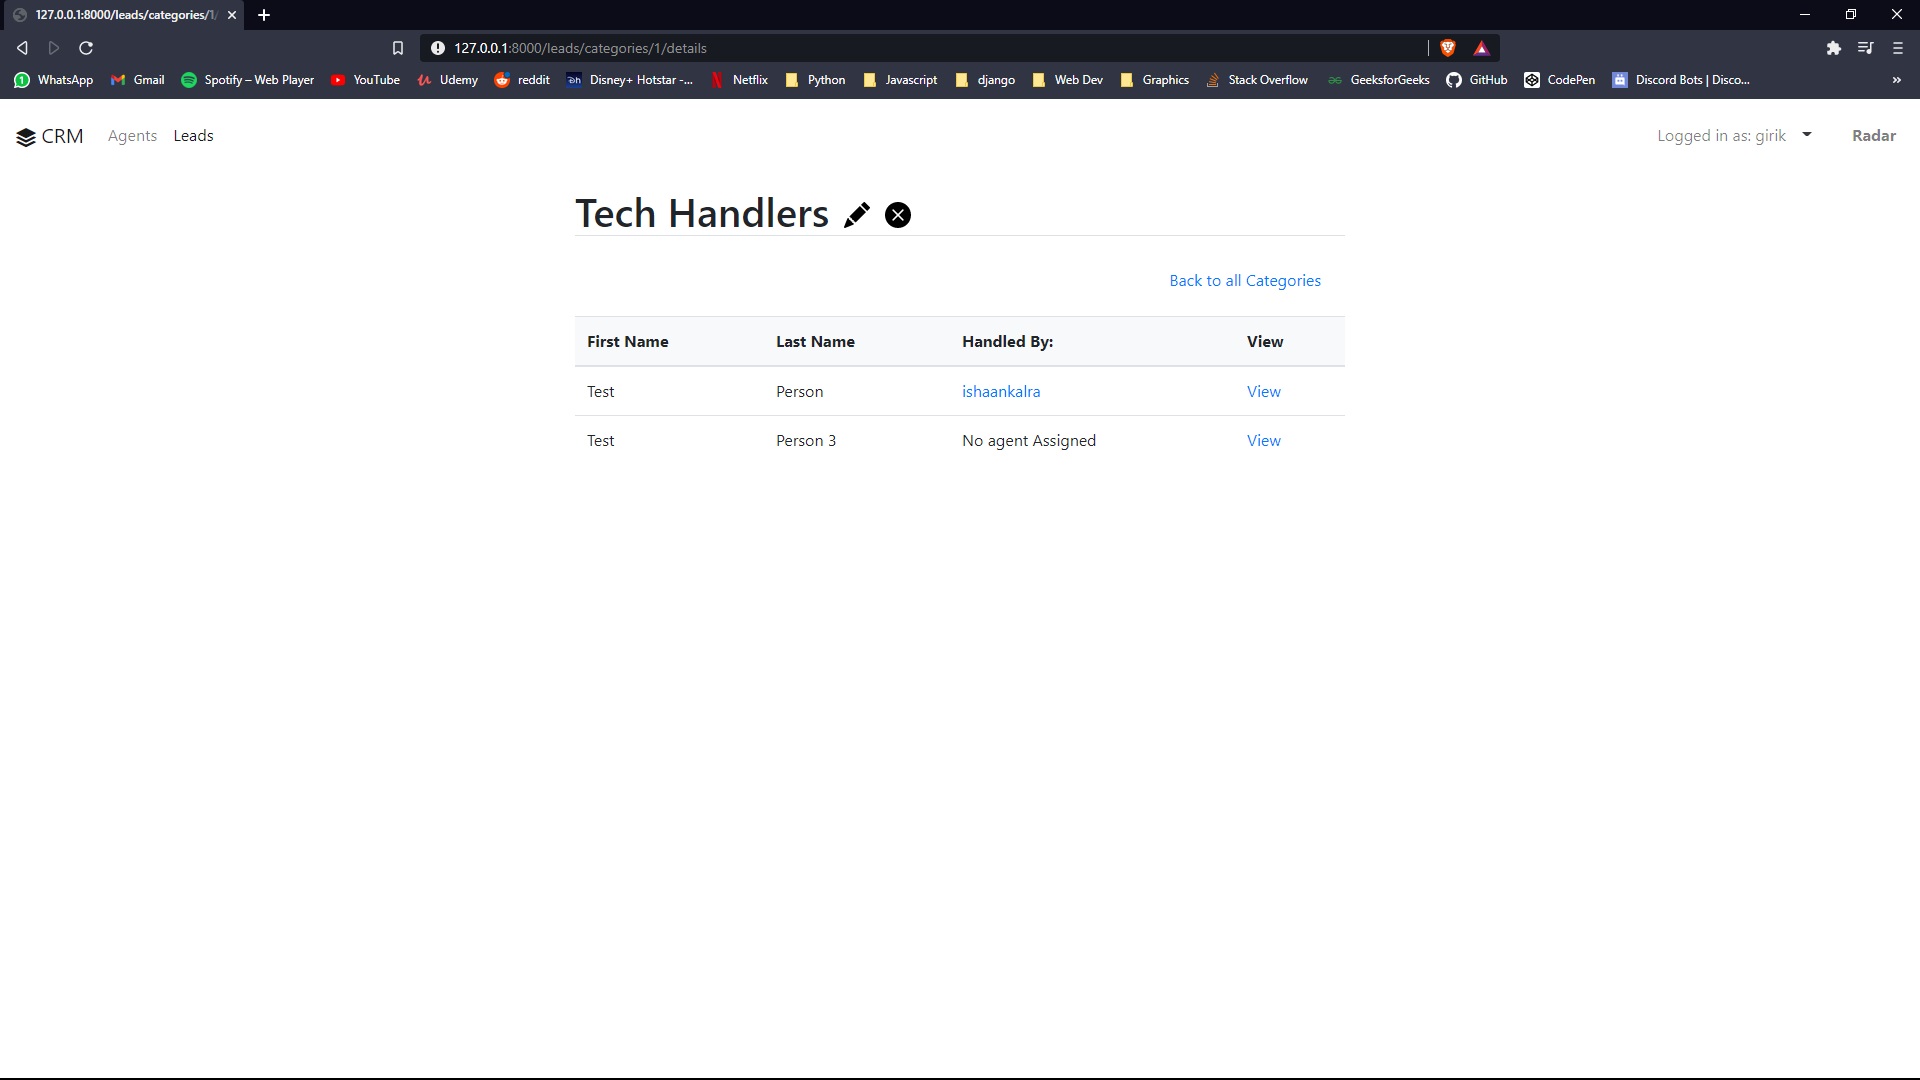 127.0.0.1:8000/leads/categories/1/
127.0.0.1:8000/leads/categories/1/details
WhatsApp Gmail Spotify – Web Player YouTube Udemy reddit Disney+ Hotstar -... Netflix Python Javascript django Web Dev Graphics Stack Overflow GeeksforGeeks GitHub CodePen Discord Bots | Disco... »
CRM Agents Leads Logged in as: girik Radar
Tech Handlers
Back to all Categories
First Name Last Name Handled By: View
Test Person ishaankalra View
Test Person 3 No agent Assigned View